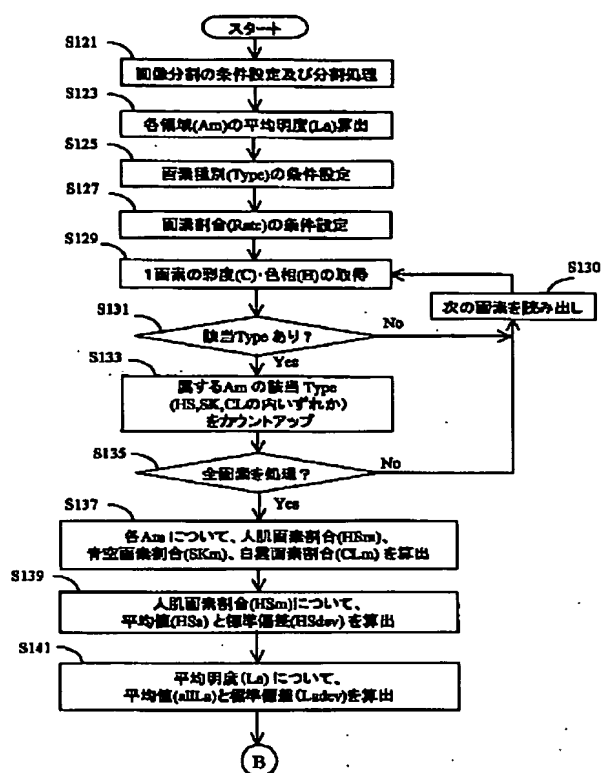 スタート
S121
画像分割の条件設定及び分割処理
S123
各領域(Am)の平均明度(La)算出
S125
画素種別(Type)の条件設定
S127
画素割合(Rate)の条件設定
S129
1画素の彩度(C)・色相(H)の取得
S130
次の画素を読み出し
S131
該当Typeあり?
No
Yes
S133
属するAmの該当Type
(HS,SK,CLの内いずれか)
をカウントアップ
S135
全画素を処理?
No
Yes
S137
各Amについて、人肌画素割合(HSm)、
青空画素割合(SKm)、白雲画素割合(CLm)を算出
S139
人肌画素割合(HSm)について、
平均値(HSa)と標準偏差(HSdev)を算出
S141
平均明度(La)について、
平均値(allLa)と標準偏差(Ladev)を算出
B